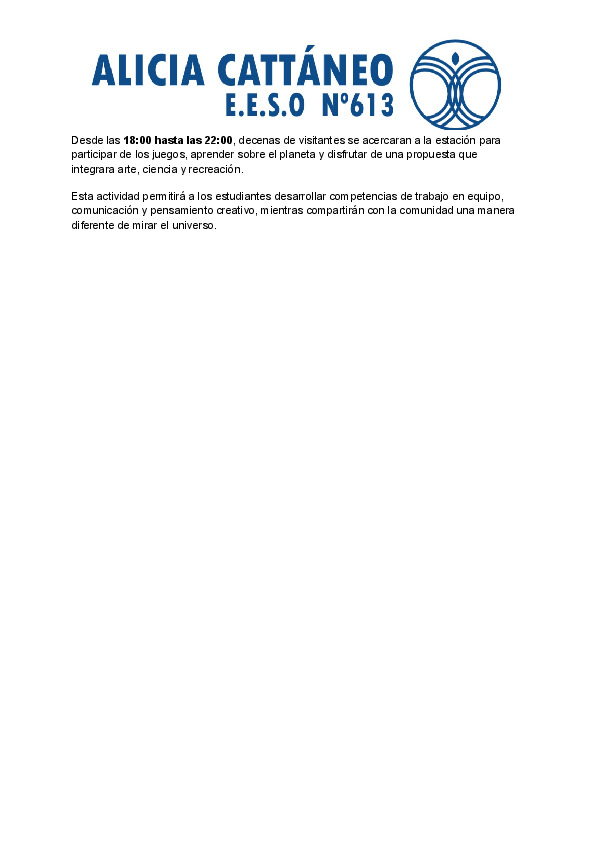 ALICIA CATTÁNEO
E.E.S.O Nº613
Desde las 18:00 hasta las 22:00, decenas de visitantes se acercaran a la estación para
participar de los juegos, aprender sobre el planeta y disfrutar de una propuesta que
integrara arte, ciencia y recreación.
Esta actividad permitirá a los estudiantes desarrollar competencias de trabajo en equipo,
comunicación y pensamiento creativo, mientras compartirán con la comunidad una manera
diferente de mirar el universo.